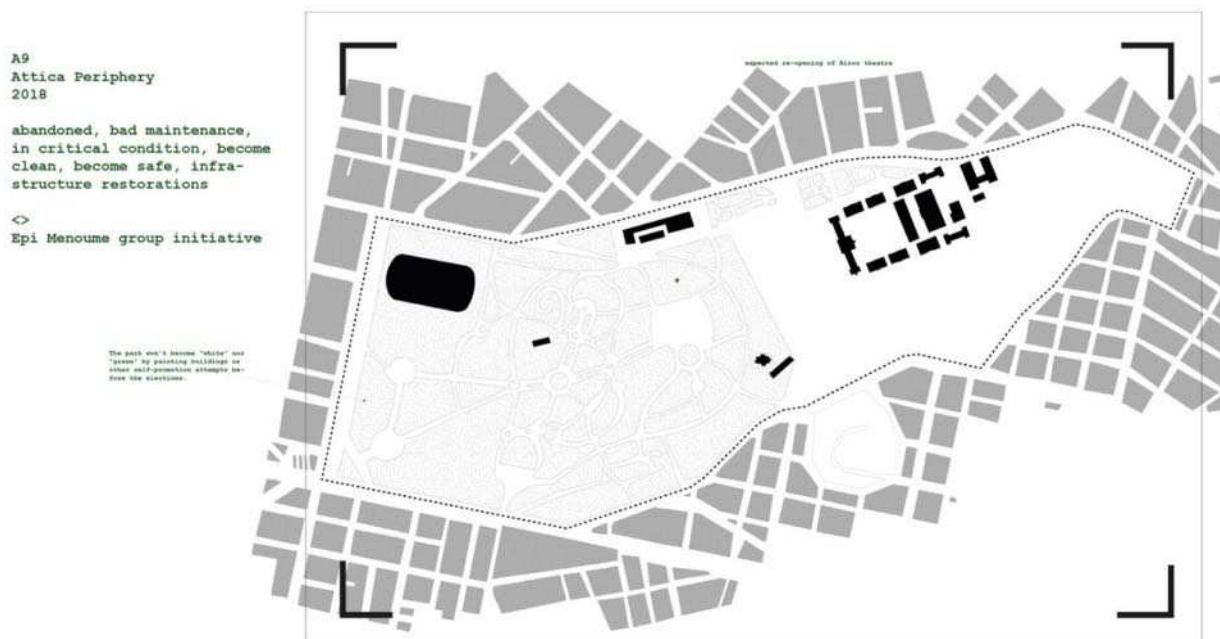 A9
Attica Periphery
2018
abandoned, bad maintenance,
in critical condition, become
clean, become safe, infra-
structure restorations
<>
Epi Menoume group initiative
expected re-opening of Alsos theatre
The park won't become "white" nor
"green" by painting buildings or
other self-promotion attempts be-
fore the elections.